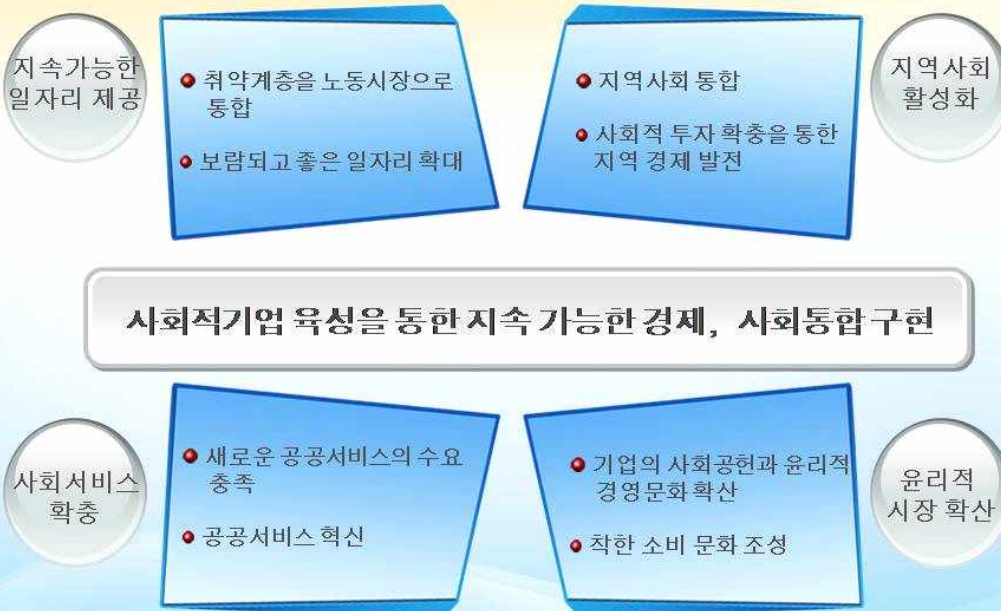 지속가능한
일자리 제공
취약계층을 노동시장으로
통합
보람되고 좋은 일자리 확대
지역사회 통합
사회적 투자 확충을 통한
지역 경제 발전
지역사회
활성화
사회적기업 육성을 통한 지속 가능한 경제, 사회통합 구현
사회서비스
확충
새로운 공공서비스의 수요
충족
공공서비스 혁신
기업의 사회공헌과 윤리적
경영문화 확산
착한 소비 문화 조성
윤리적
시장 확산